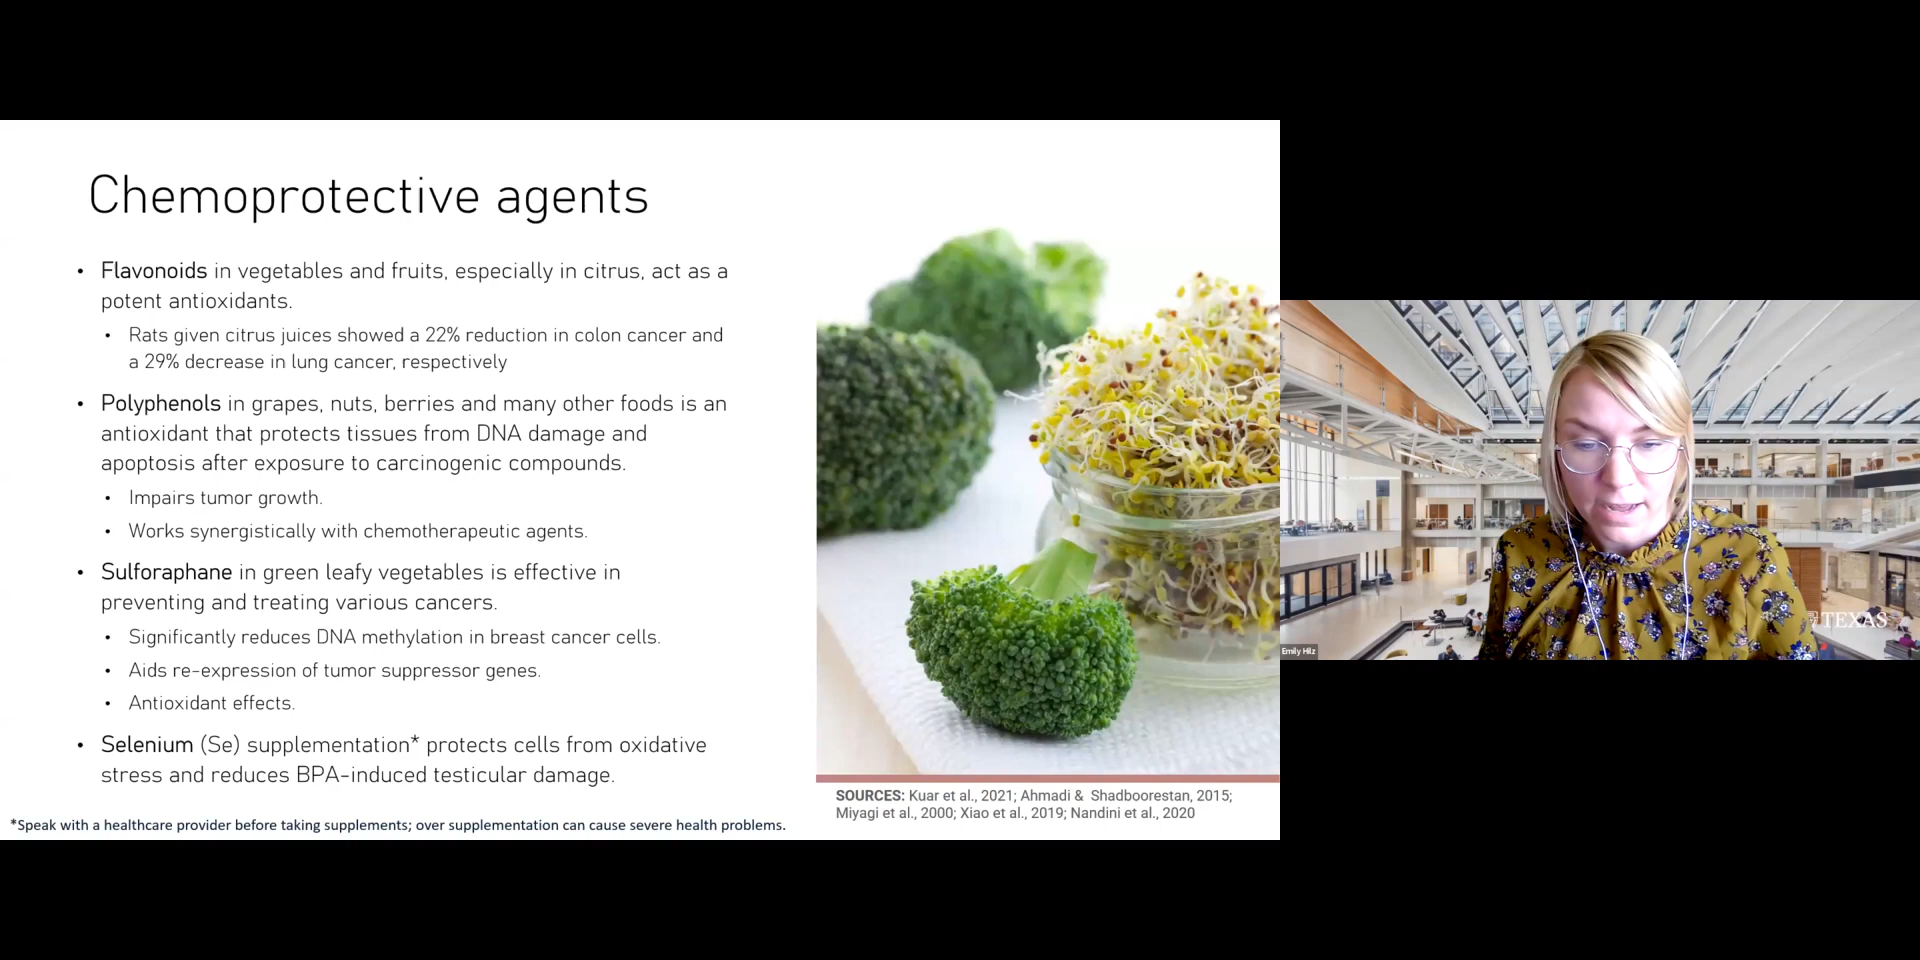 Chemoprotective agents
• Flavonoids in vegetables and fruits, especially in citrus, act as a
potent antioxidants.
• Rats given citrus juices showed a 22% reduction in colon cancer and
a 29% decrease in lung cancer, respectively
• Polyphenols in grapes, nuts, berries and many other foods is an
antioxidant that protects tissues from DNA damage and
apoptosis after exposure to carcinogenic compounds.
• Impairs tumor growth.
• Works synergistically with chemotherapeutic agents.
• Sulforaphane in green leafy vegetables is effective in
preventing and treating various cancers.
• Significantly reduces DNA methylation in breast cancer cells.
• Aids re-expression of tumor suppressor genes.
• Antioxidant effects.
• Selenium (Se) supplementation* protects cells from oxidative
stress and reduces BPA-induced testicular damage.
*Speak with a healthcare provider before taking supplements; over supplementation can cause severe health problems.
SOURCES: Kuar et al., 2021; Ahmadi &  Shadboorestan, 2015;
Miyagi et al., 2000; Xiao et al., 2019; Nandini et al., 2020
TEXAS
Emily Hilz